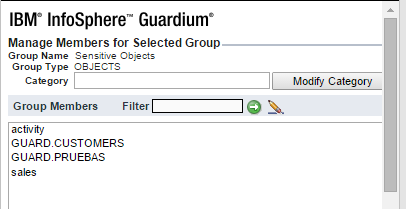 IBM® InfoSphere™ Guardium®
Manage Members for Selected Group
Group Name Sensitive Objects
Group Type OBJECTS
Category Modify Category
Group Members Filter
activity
GUARD.CUSTOMERS
GUARD.PRUEBAS
sales